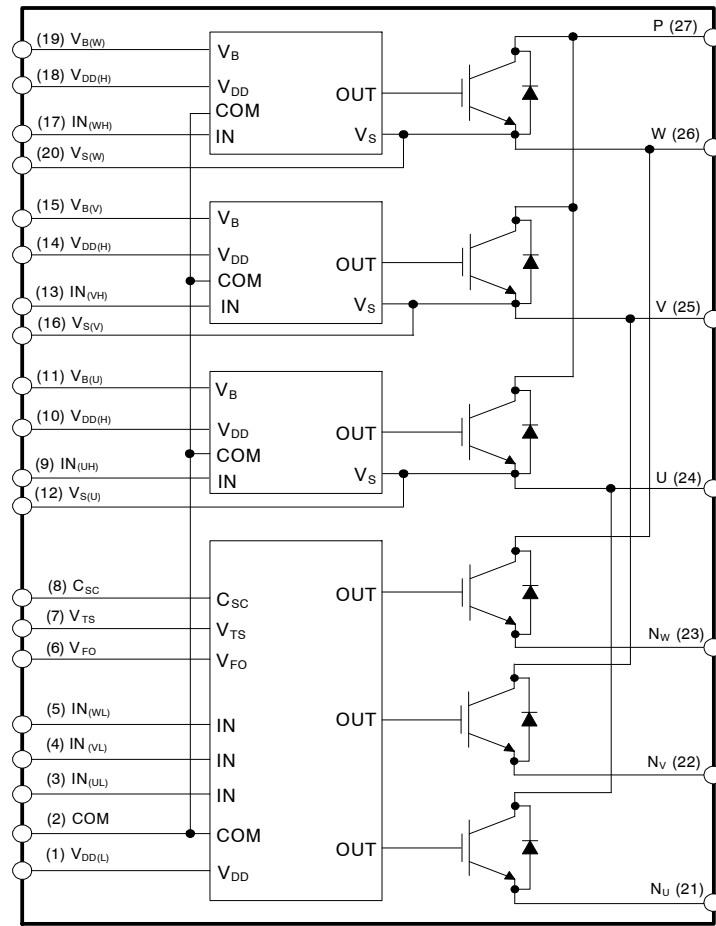 (19) VB(W)
VB
P (27)
(18) VDD(H)
VDD
OUT
COM
(17) IN(WH)
IN
VS
W (26)
(20) VS(W)
(15) VB(V)
VB
(14) VDD(H)
VDD
OUT
COM
(13) IN(VH)
IN
VS
V (25)
(16) VS(V)
(11) VB(U)
VB
(10) VDD(H)
VDD
OUT
COM
(9) IN(UH)
IN
VS
U (24)
(12) VS(U)
(8) CSC
CSC
OUT
(7) VTS
VTS
(6) VFO
VFO
NW (23)
(5) IN(WL)
IN
OUT
(4) IN (VL)
IN
NV (22)
(3) IN(UL)
IN
(2) COM
COM
OUT
(1) VDD(L)
VDD
NU (21)